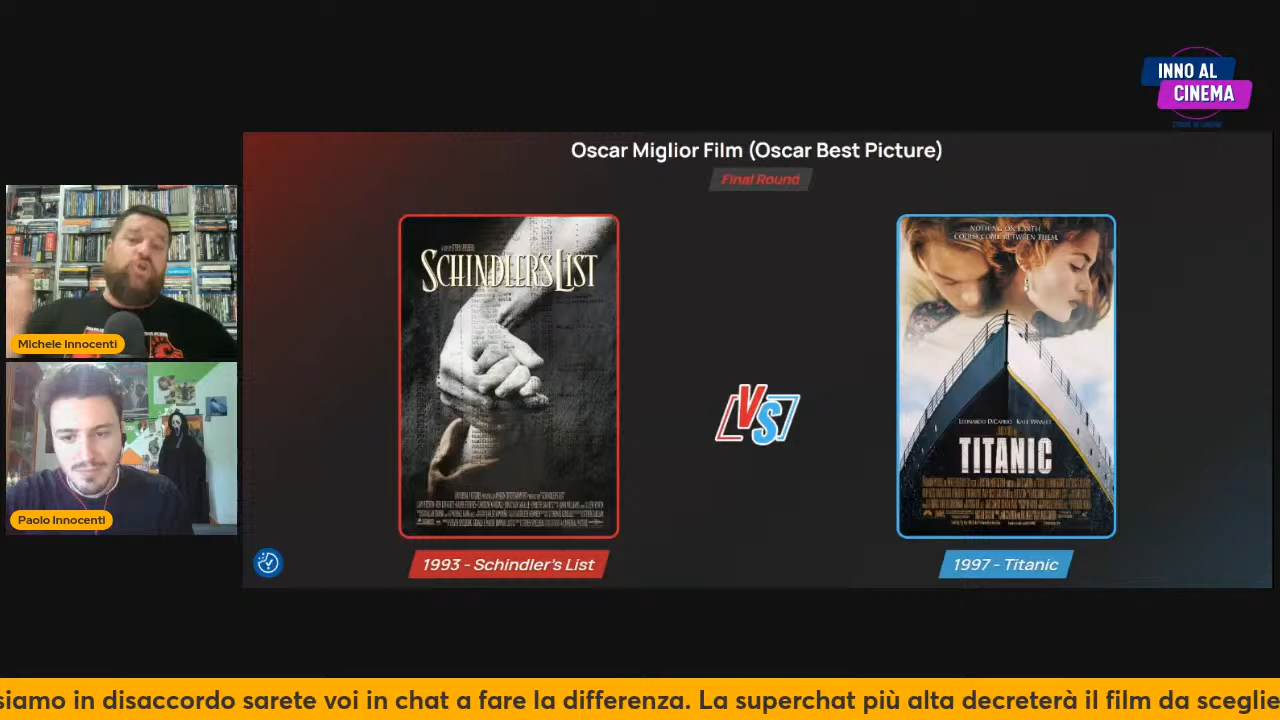 INNO AL
CINEMA
Oscar Miglior Film (Oscar Best Picture)
Final Round
Michele Innocenti
Paolo Innocenti
SCHINDLER'S LIST
NOTHING ON EARTH
COULD COME BETWEEN THEM.
LEONARDO DICAPRIO KATE WINSLET
TITANIC
VS
1993 - Schindler's List
1997 - Titanic
siamo in disaccordo sarete voi in chat a fare la differenza. La superchat più alta decreterà il film da sceglie